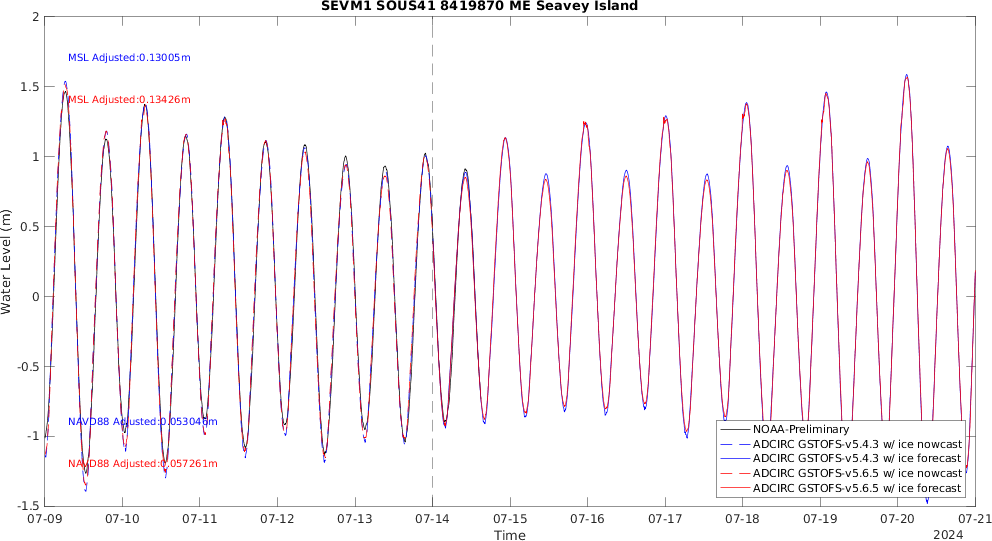 SEVM1 SOUS41 8419870 ME Seavey Island
2
MSL Adjusted:0.13005m
1.5
MSL Adjusted:0.13426m
1
0.5
Water Level (m)
0
-0.5
NAVD88 Adjusted:0.053046m
NOAA-Preliminary
-1
ADCIRC GSTOFS-v5.4.3 w/ ice nowcast
ADCIRC GSTOFS-v5.4.3 w/ ice forecast
NAVD88 Adjusted:0.057261m
ADCIRC GSTOFS-v5.6.5 w/ ice nowcast
ADCIRC GSTOFS-v5.6.5 w/ ice forecast
-1.5
07-09 07-10 07-11 07-12 07-13 07-14 07-15 07-16 07-17 07-18 07-19 07-20 07-21
Time
2024